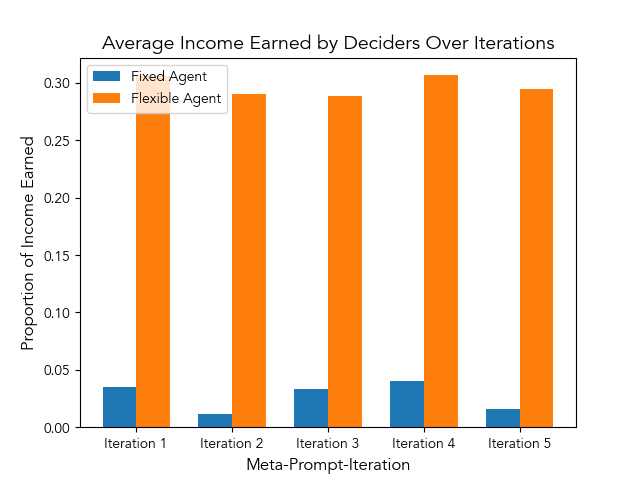 Average Income Earned by Deciders Over Iterations
Fixed Agent
Flexible Agent
Proportion of Income Earned
0.30
0.25
0.20
0.15
0.10
0.05
0.00
Iteration 1
Iteration 2
Iteration 3
Iteration 4
Iteration 5
Meta-Prompt-Iteration